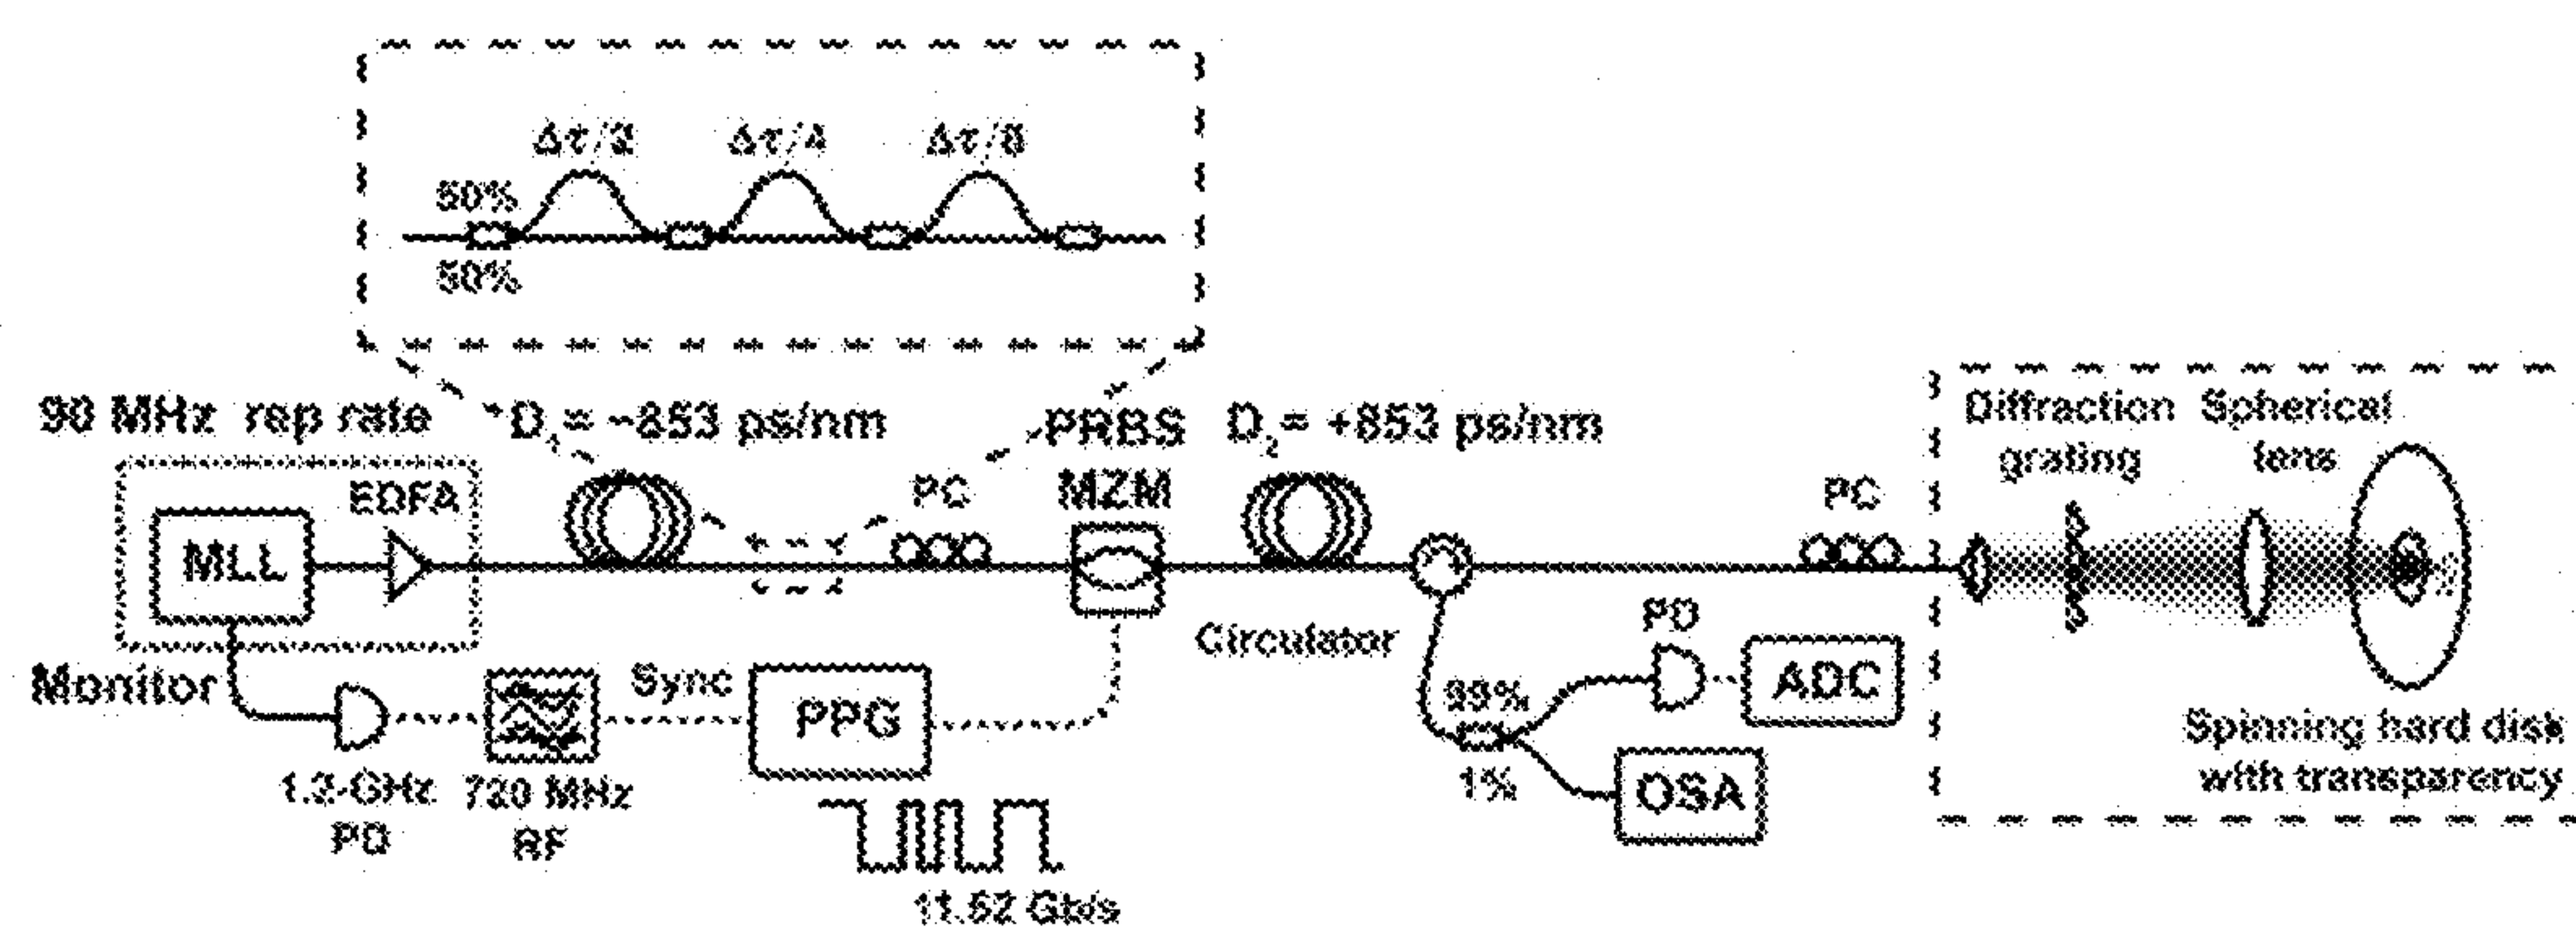 Δτ/2 Δτ/4 Δτ/8
50%
50%
90 MHz rep rate
D₁= -853 ps/nm
PRBS
D₂= +853 ps/nm
Diffraction
grating
Spherical
lens
EDFA
PC
MZM
PC
MLL
Monitor
Sync
PPG
Circulator
PD
ADC
99%
1%
OSA
1.2-GHz
PD
720 MHz
RF
11.52 Gb/s
Spinning hard disk
with transparency